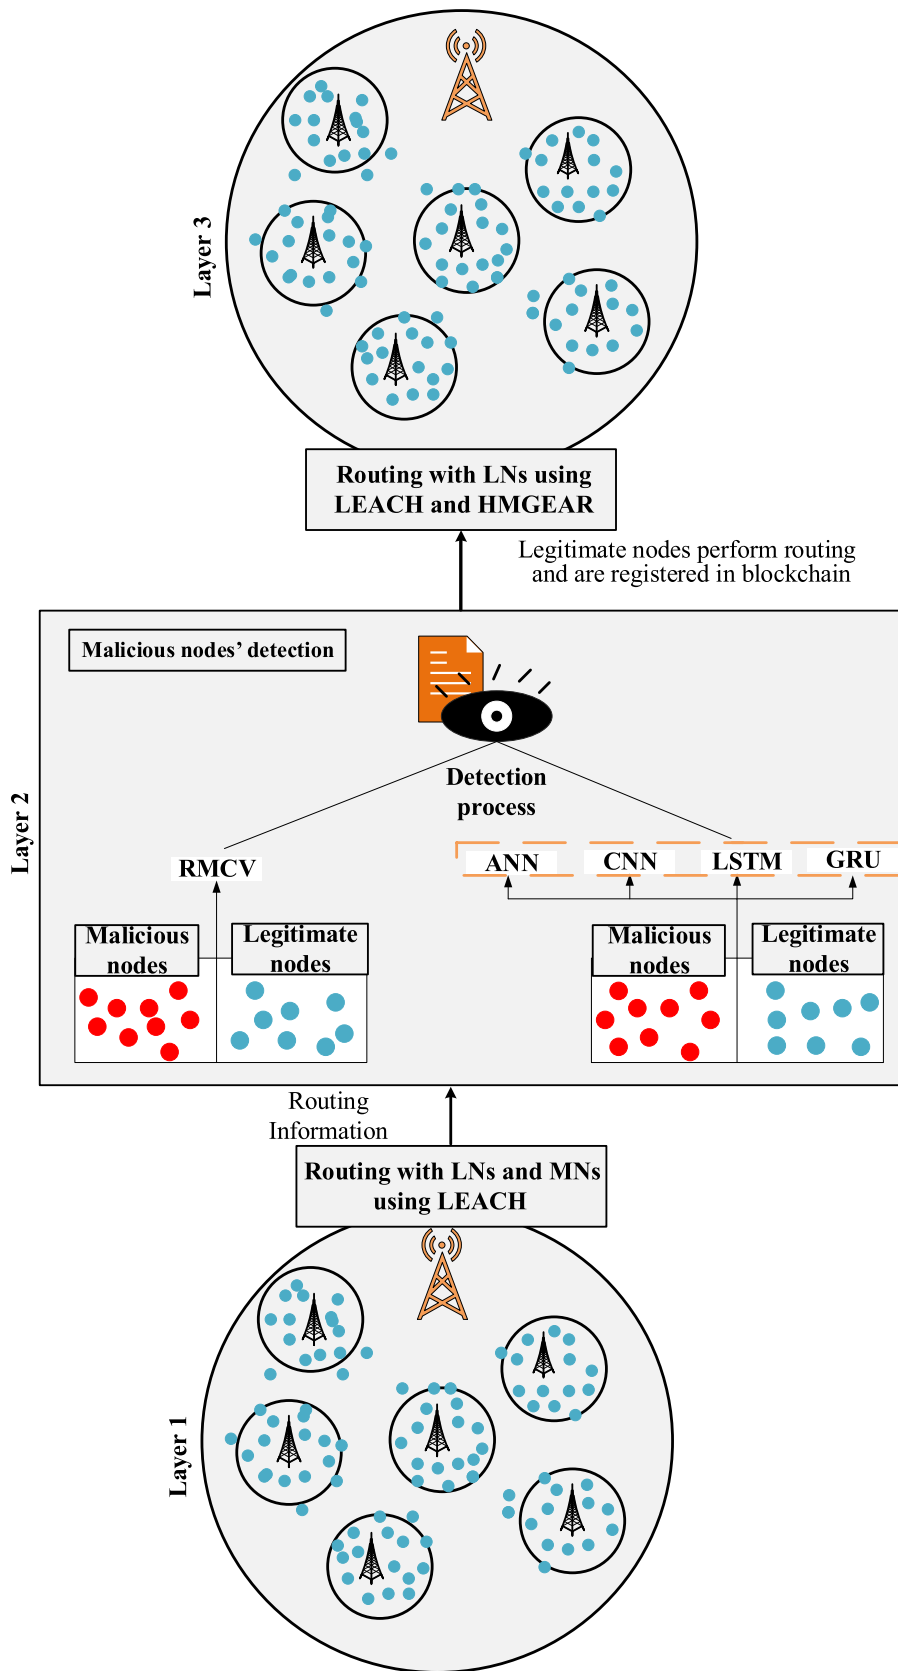 Layer 3
Routing with LNs using
LEACH and HMGEAR
Legitimate nodes perform routing
and are registered in blockchain
Malicious nodes’ detection
Layer 2
Detection
process
RMCV
ANN
CNN
LSTM
GRU
Malicious
nodes
Legitimate
nodes
Malicious
nodes
Legitimate
nodes
Routing
Information
Routing with LNs and MNs
using LEACH
Layer 1